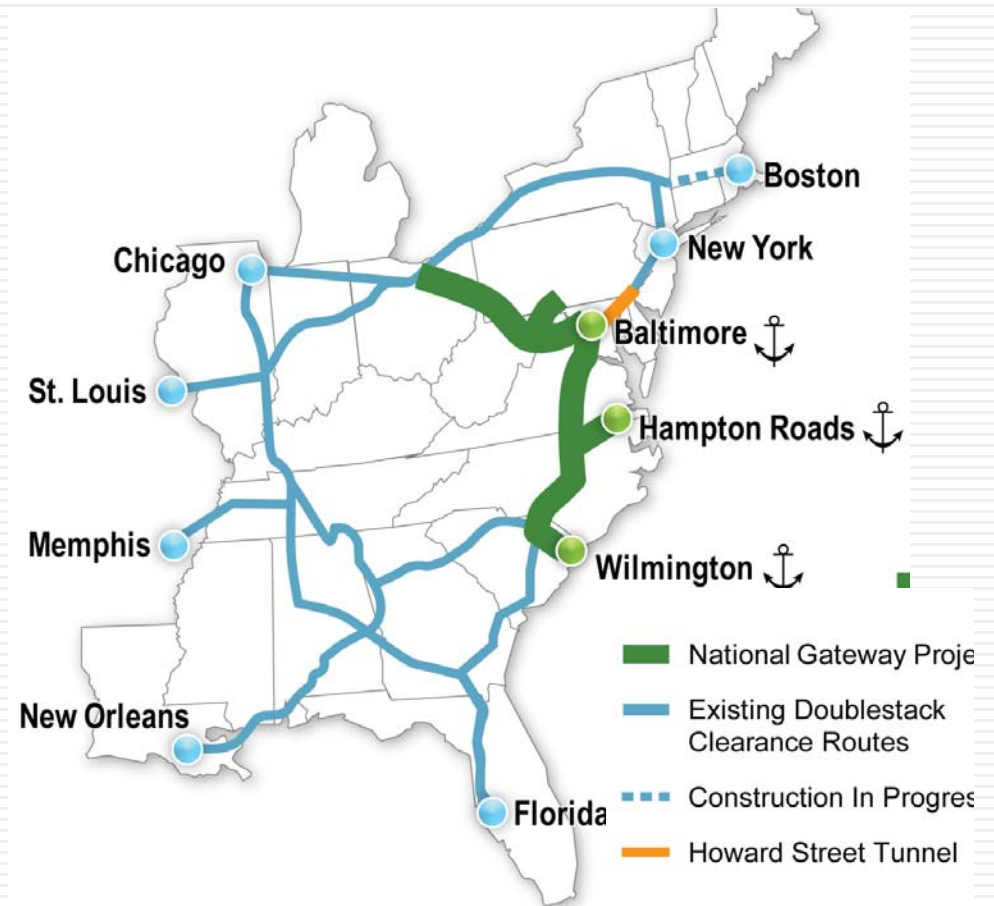 Boston
New York
Chicago
Baltimore
St. Louis
Hampton Roads
Memphis
Wilmington
National Gateway Proje
New Orleans
Existing Doublestack
Clearance Routes
Construction In Progres
Florida
Howard Street Tunnel